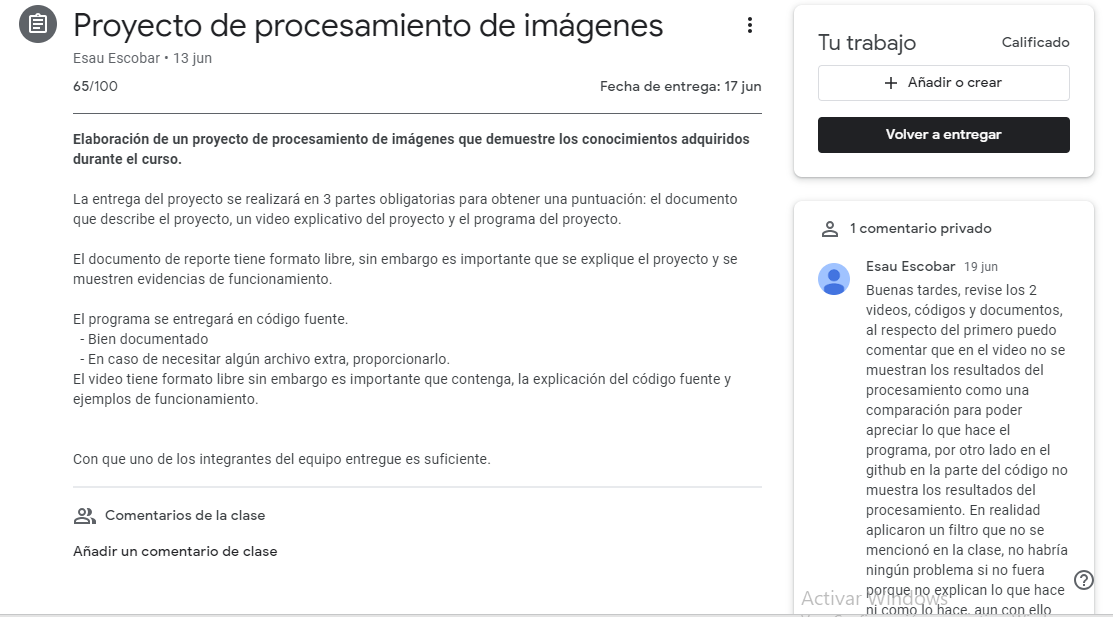 Proyecto de procesamiento de imágenes
Esau Escobar • 13 jun
65/100
Fecha de entrega: 17 jun
Elaboración de un proyecto de procesamiento de imágenes que demuestre los conocimientos adquiridos
durante el curso.
La entrega del proyecto se realizará en 3 partes obligatorias para obtener una puntuación: el documento
que describe el proyecto, un video explicativo del proyecto y el programa del proyecto.
El documento de reporte tiene formato libre, sin embargo es importante que se explique el proyecto y se
muestren evidencias de funcionamiento.
El programa se entregará en código fuente.
- Bien documentado
- En caso de necesitar algún archivo extra, proporcionarlo.
El video tiene formato libre sin embargo es importante que contenga, la explicación del código fuente y
ejemplos de funcionamiento.
Con que uno de los integrantes del equipo entregue es suficiente.
Comentarios de la clase
Añadir un comentario de clase
Tu trabajo
Calificado
+ Añadir o crear
Volver a entregar
1 comentario privado
Esau Escobar 19 jun
Buenas tardes, revise los 2
videos, códigos y documentos,
al respecto del primero puedo
comentar que en el video no se
muestran los resultados del
procesamiento como una
comparación para poder
apreciar lo que hace el
programa, por otro lado en el
github en la parte del código no
muestra los resultados del
procesamiento. En realidad
aplicaron un filtro que no se
mencionó en la clase, no habría
ningún problema si no fuera
porque no explican lo que hace
ni como lo hace, aun con ello
Activar Windows